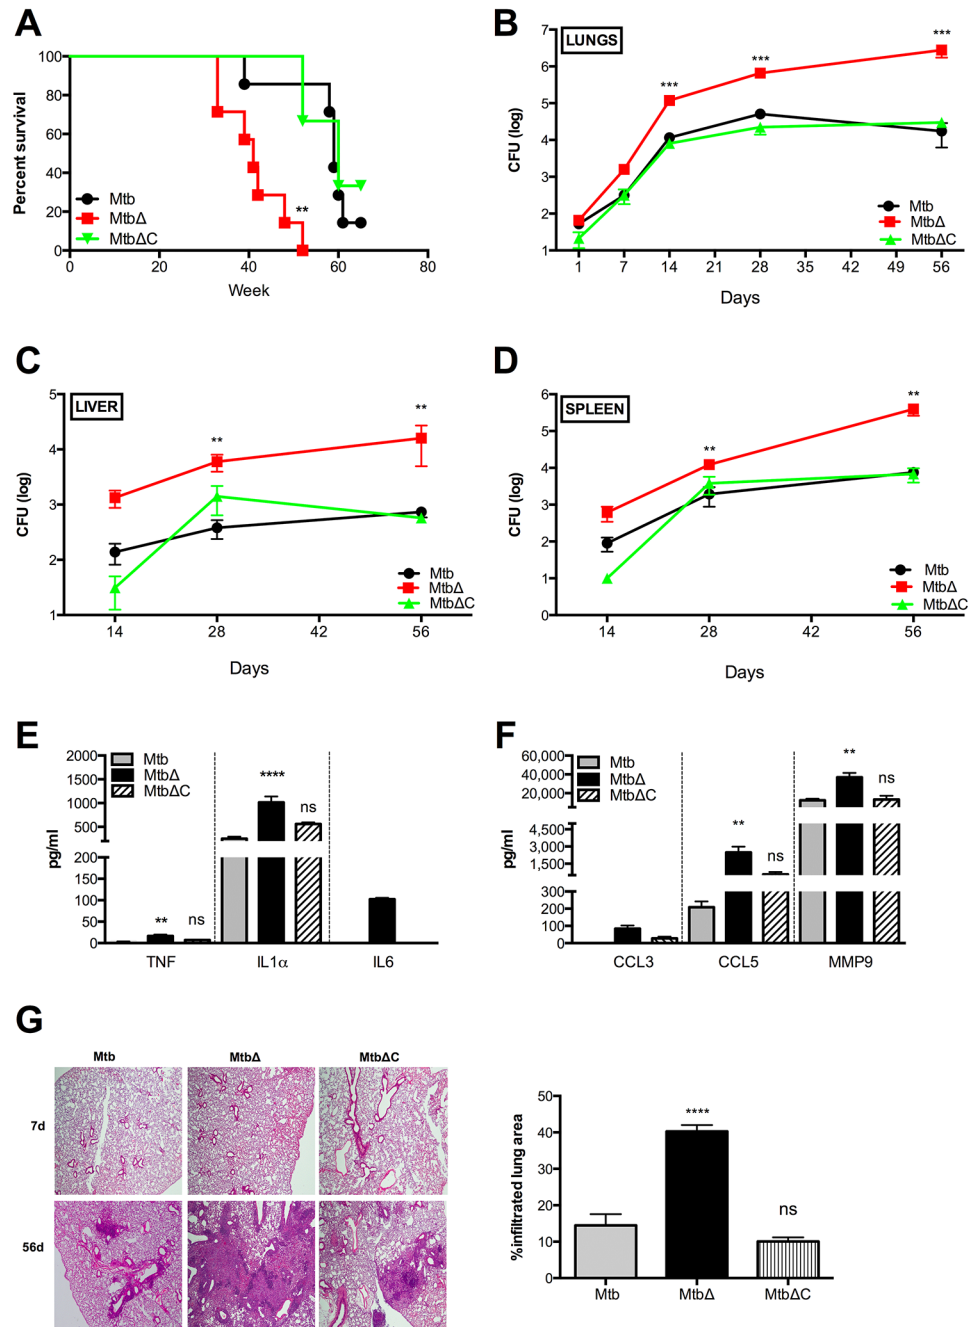 A
Percent survival
100
80
60
40
20
0
**
Mtb
MtbΔ
MtbΔC
0 20 40 60 80
Week
B
LUNGS
CFU (log)
7
6
5
4
3
2
1
*** *** ***
Mtb
MtbΔ
MtbΔC
1 7 14 21 28 35 42 49 56
Days
C
LIVER
CFU (log)
5
4
3
2
1
** **
Mtb
MtbΔ
MtbΔC
14 28 42 56
Days
D
SPLEEN
CFU (log)
6
5
4
3
2
1
0
** **
Mtb
MtbΔ
MtbΔC
14 28 42 56
Days
E
pg/ml
2000
1500
1000
500
200
150
100
50
0
Mtb
MtbΔ
MtbΔC
** ns
**** ns
TNF IL1α IL6
F
pg/ml
60,000
40,000
20,000
4,500
3,000
1,500
300
200
100
0
Mtb
MtbΔ
MtbΔC
** ns
** ns
CCL3 CCL5 MMP9
G
Mtb MtbΔ MtbΔC
7d
56d
%infiltrated lung area
50
40
30
20
10
0
**** ns
Mtb MtbΔ MtbΔC